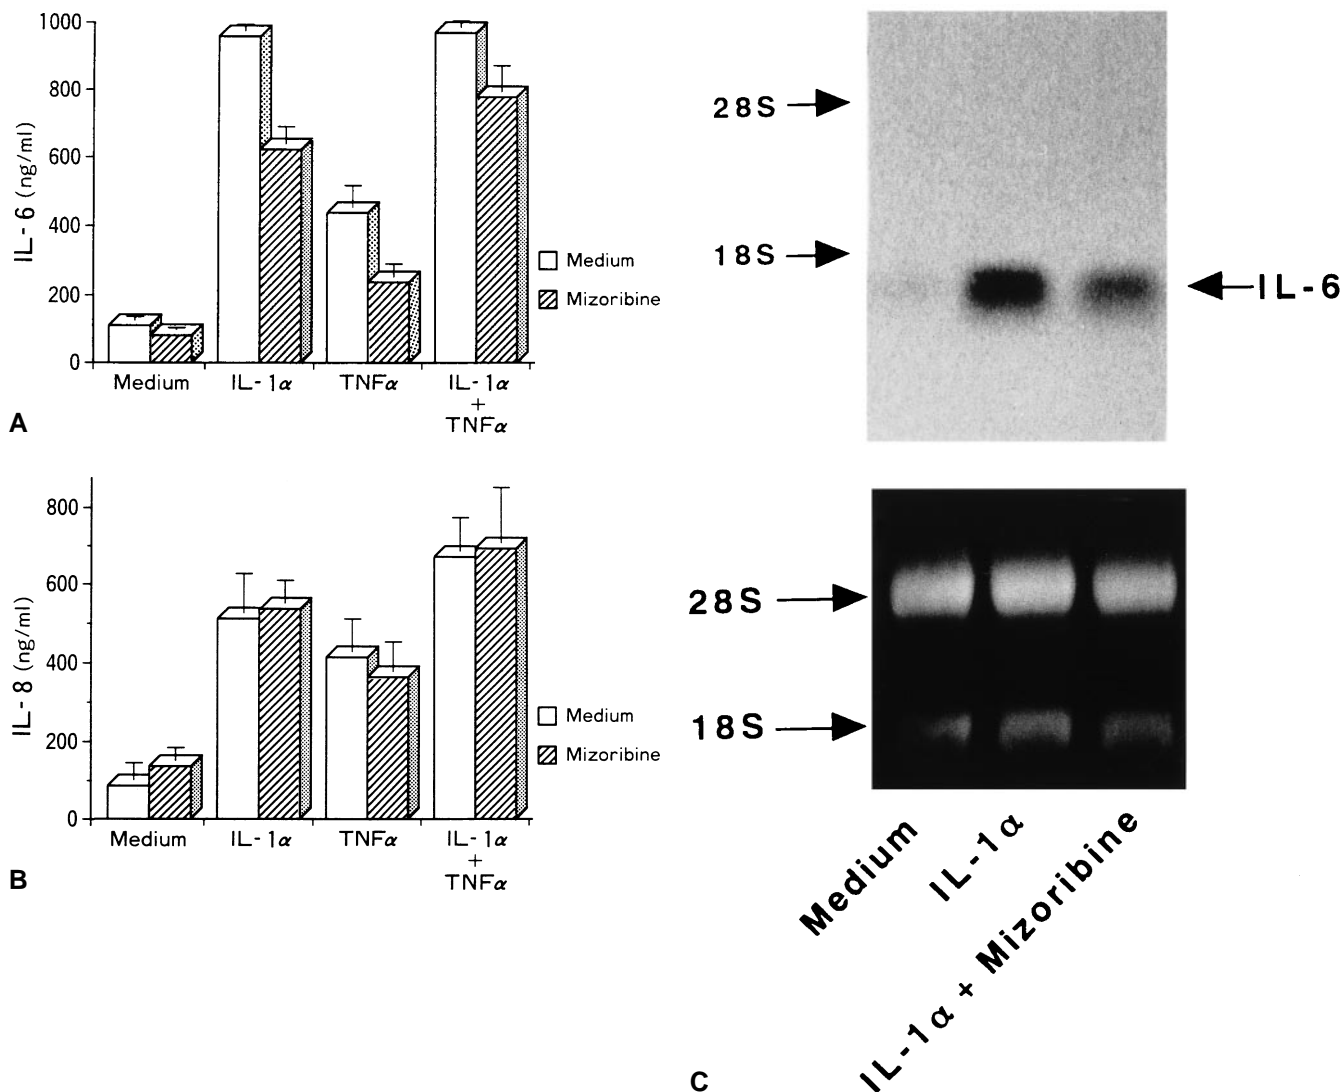 1000
800
600
400
200
0
IL-6 (ng/ml)
Medium
Mizoribine
Medium
IL-1α
TNFα
IL-1α
+
TNFα
A
800
600
400
200
0
IL-8 (ng/ml)
Medium
Mizoribine
Medium
IL-1α
TNFα
IL-1α
+
TNFα
B
28S
18S
IL-6
28S
18S
Medium
IL-1α
IL-1α + Mizoribine
C